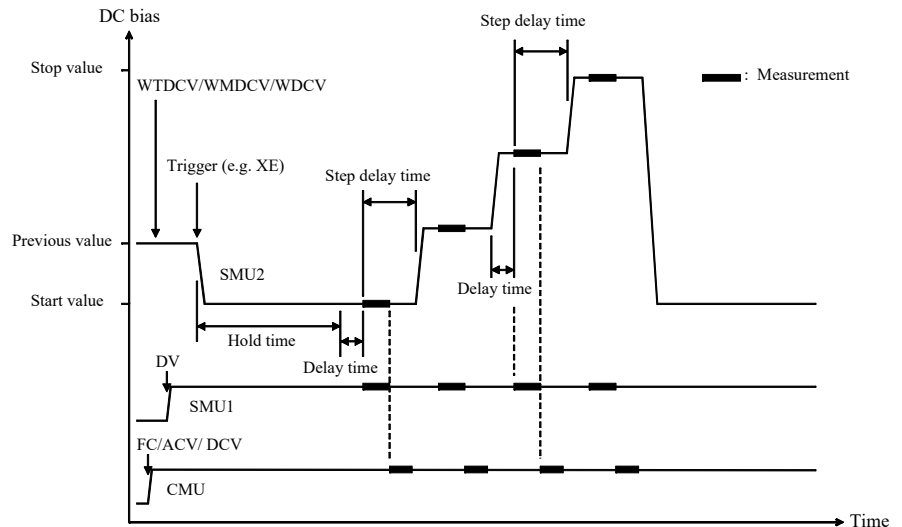 DC bias
Step delay time
Stop value
WTDCV/WMDCV/WDCV
: Measurement
Trigger (e.g. XE)
Step delay time
Previous value
SMU2
Delay time
Start value
Hold time
Delay time
DV
SMU1
FC/ACV/ DCV
CMU
Time